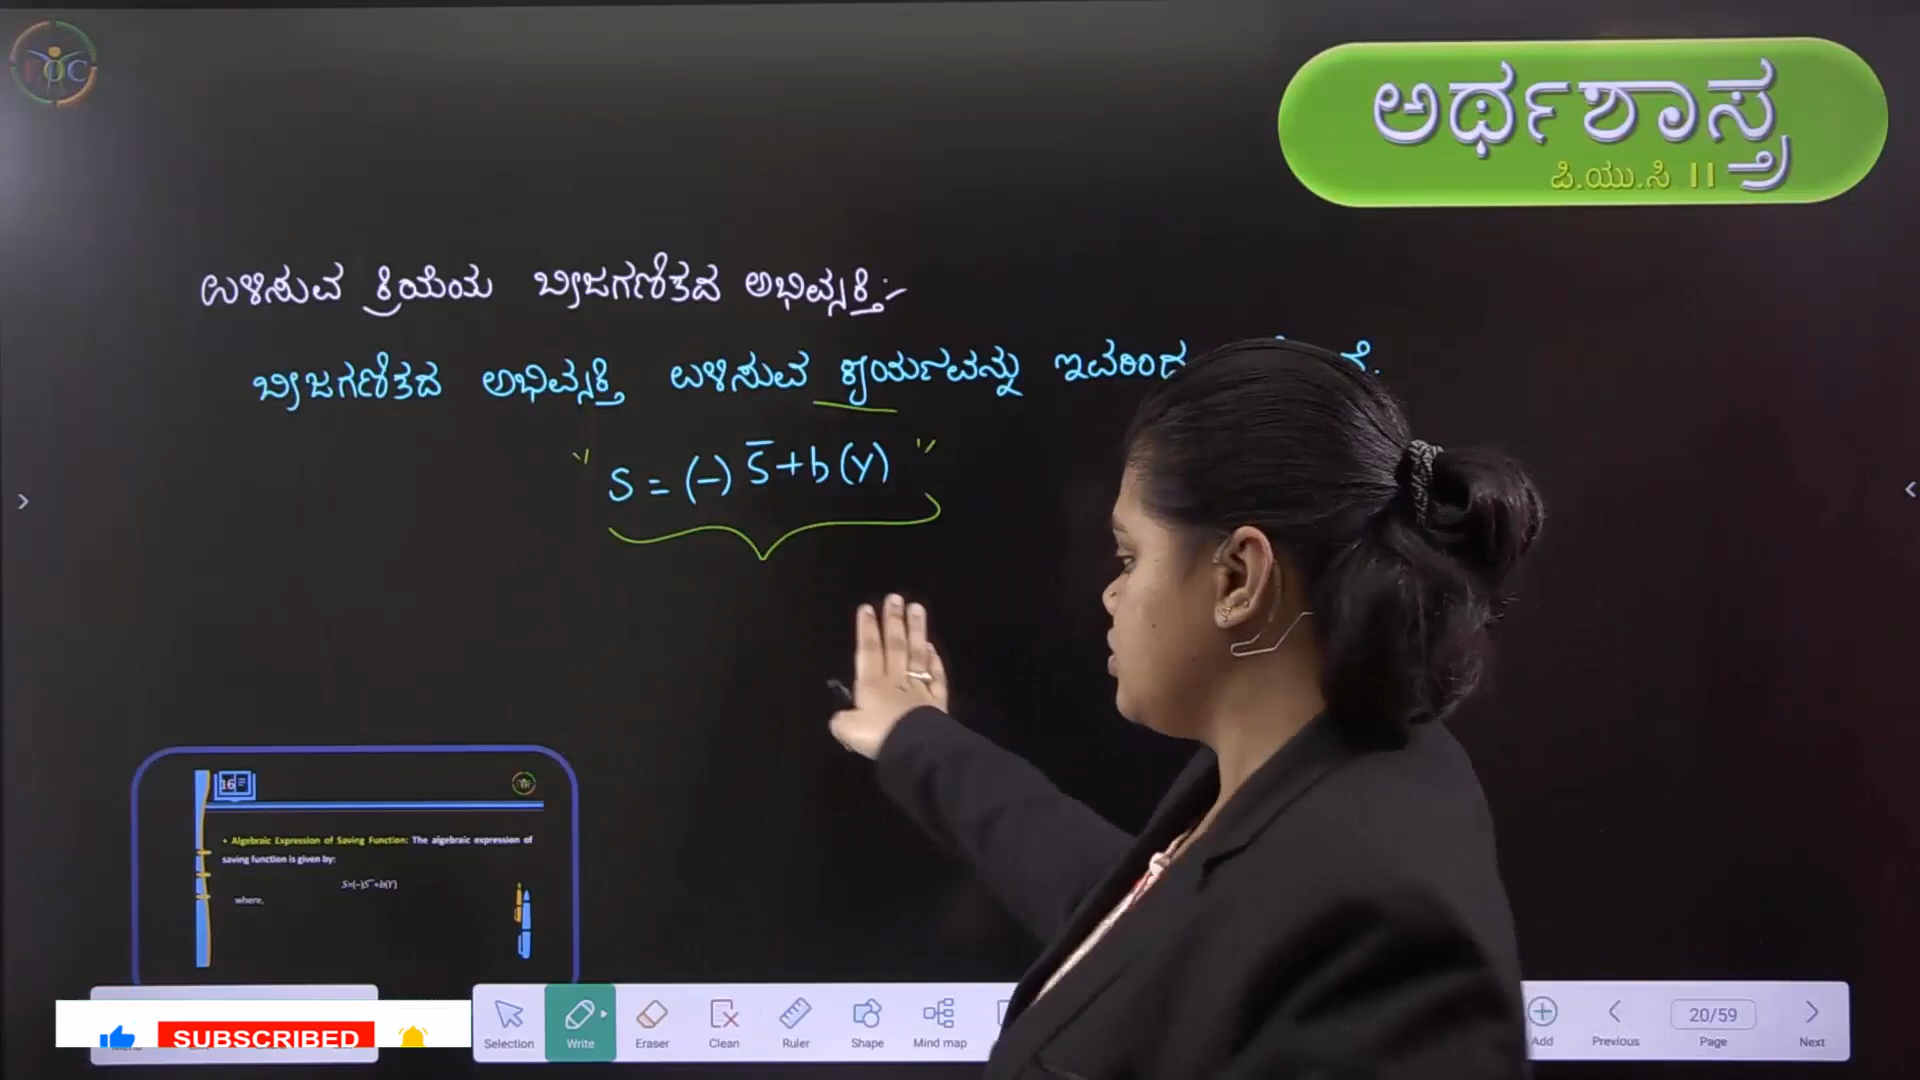 ಅರ್ಥಶಾಸ್ತ್ರ
ಪಿ.ಯು.ಸಿ II
ಉಳಿಸುವ ಕ್ರಿಯೆಯ ಬೀಜಗಣಿತದ ಅಭಿವ್ಯಕ್ತಿ:-
ಬೀಜಗಣಿತದ ಅಭಿವ್ಯಕ್ತಿ ಉಳಿಸುವ ಕಾರ್ಯವನ್ನು ಇವರಿಂದ
" S = (-) S̅ + b (Y) "
16
• Algebraic Expression of Saving Function: The algebraic expression of
saving function is given by:
S=(-)S̅ +b(Y)
where,
SUBSCRIBED
Selection Write Eraser Clean Ruler Shape Mind map Add Previous 20/59 Page Next